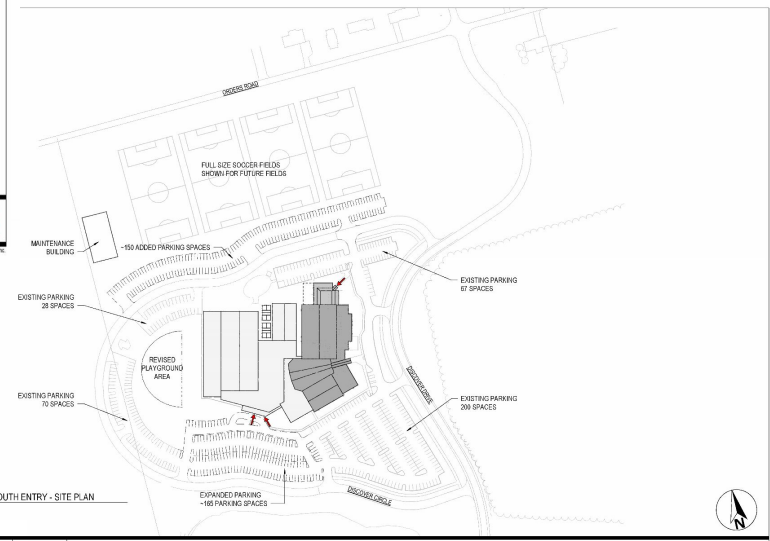 ORDERS ROAD
FULL SIZE SOCCER FIELDS
SHOWN FOR FUTURE FIELDS
MAINTENANCE
BUILDING
~150 ADDED PARKING SPACES
EXISTING PARKING
67 SPACES
EXISTING PARKING
28 SPACES
REVISED
PLAYGROUND
AREA
DISCOVER DRIVE
EXISTING PARKING
70 SPACES
EXISTING PARKING
200 SPACES
OUTH ENTRY - SITE PLAN
EXPANDED PARKING
~165 PARKING SPACES
DISCOVER CIRCLE
N